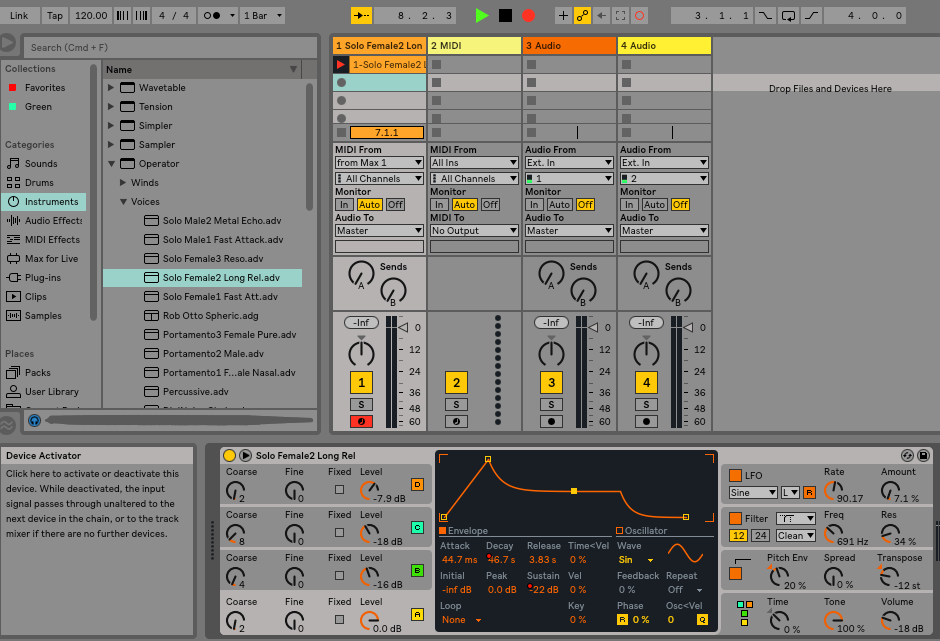 Link Tap 120.00 4 / 4 1 Bar 8. 2. 3 3. 1. 1 4. 0. 0
Search (Cmd + F)
Collections
Favorites
Green
Categories
Sounds
Drums
Instruments
Audio Effects
MIDI Effects
Max for Live
Plug-ins
Clips
Samples
Places
Packs
User Library
Name
Wavetable
Tension
Simpler
Sampler
Operator
Winds
Voices
Solo Male2 Metal Echo.adv
Solo Male1 Fast Attack.adv
Solo Female3 Reso.adv
Solo Female2 Long Rel.adv
Solo Female1 Fast Att.adv
Rob Otto Spheric.adg
Portamento3 Female Pure.adv
Portamento2 Male.adv
Portamento1 F...ale Nasal.adv
Percussive.adv
1 Solo Female2 Lon 2 MIDI 3 Audio 4 Audio
1-Solo Female2 L
Drop Files and Devices Here
7.1.1
MIDI From MIDI From Audio From Audio From
from Max 1 All Ins Ext. In Ext. In
All Channels All Channels 1 2
Monitor Monitor Monitor Monitor
In Auto Off In Auto Off In Auto Off In Auto Off
Audio To MIDI To Audio To Audio To
Master No Output Master Master
Sends Sends Sends
A B A B A B
-Inf 0 -Inf 0 -Inf 0
12 12 12
24 24 24
1 2 3 4
36 36 36
S S S S
48 48 48
60 60 60
Device Activator
Click here to activate or deactivate this
device. While deactivated, the input
signal passes through unaltered to the
next device in the chain, or to the track
mixer if there are no further devices.
Solo Female2 Long Rel
Coarse Fine Fixed Level
2 0 -7.9 dB D
Coarse Fine Fixed Level
8 0 -18 dB C
Coarse Fine Fixed Level
4 0 -16 dB B
Coarse Fine Fixed Level
2 0 0.0 dB A
Envelope Oscillator
Attack Decay Release Time<Vel Wave
44.7 ms 46.7 s 3.83 s 0 % Sin
Initial Peak Sustain Vel Feedback Repeat
-inf dB 0.0 dB -22 dB 0 % 0 % Off
Loop Key Phase Osc<Vel
None 0 % R 0 % 0 Q
LFO Rate Amount
Sine L R 90.17 7.1 %
Filter Freq Res
12 24 Clean 691 Hz 34 %
Pitch Env Spread Transpose
20 % 0 % -12 st
Time Tone Volume
0 % 100 % -18 dB